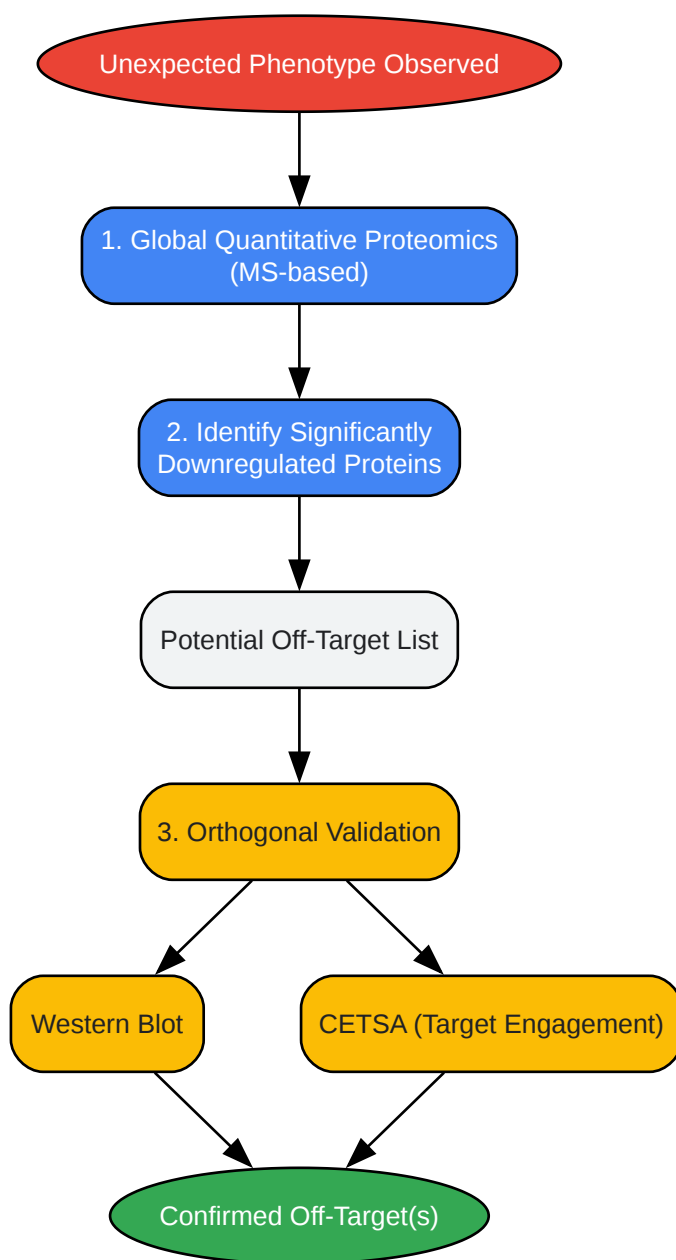 Unexpected Phenotype Observed
1. Global Quantitative Proteomics
(MS-based)
2. Identify Significantly
Downregulated Proteins
Potential Off-Target List
3. Orthogonal Validation
Western Blot
CETSA (Target Engagement)
Confirmed Off-Target(s)